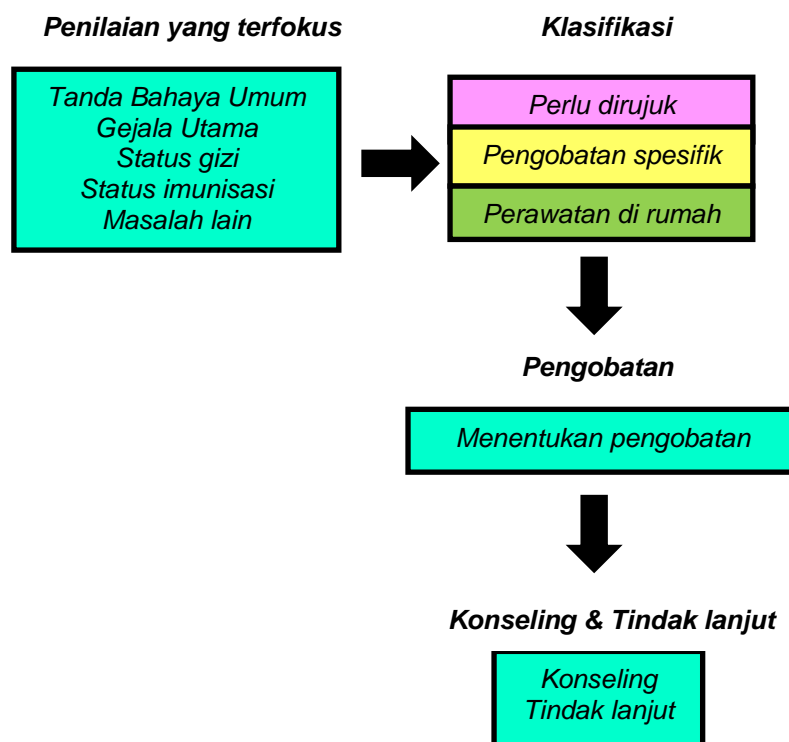 Penilaian yang terfokus
Tanda Bahaya Umum
Gejala Utama
Status gizi
Status imunisasi
Masalah lain
Klasifikasi
Perlu dirujuk
Pengobatan spesifik
Perawatan di rumah
Pengobatan
Menentukan pengobatan
Konseling & Tindak lanjut
Konseling
Tindak lanjut